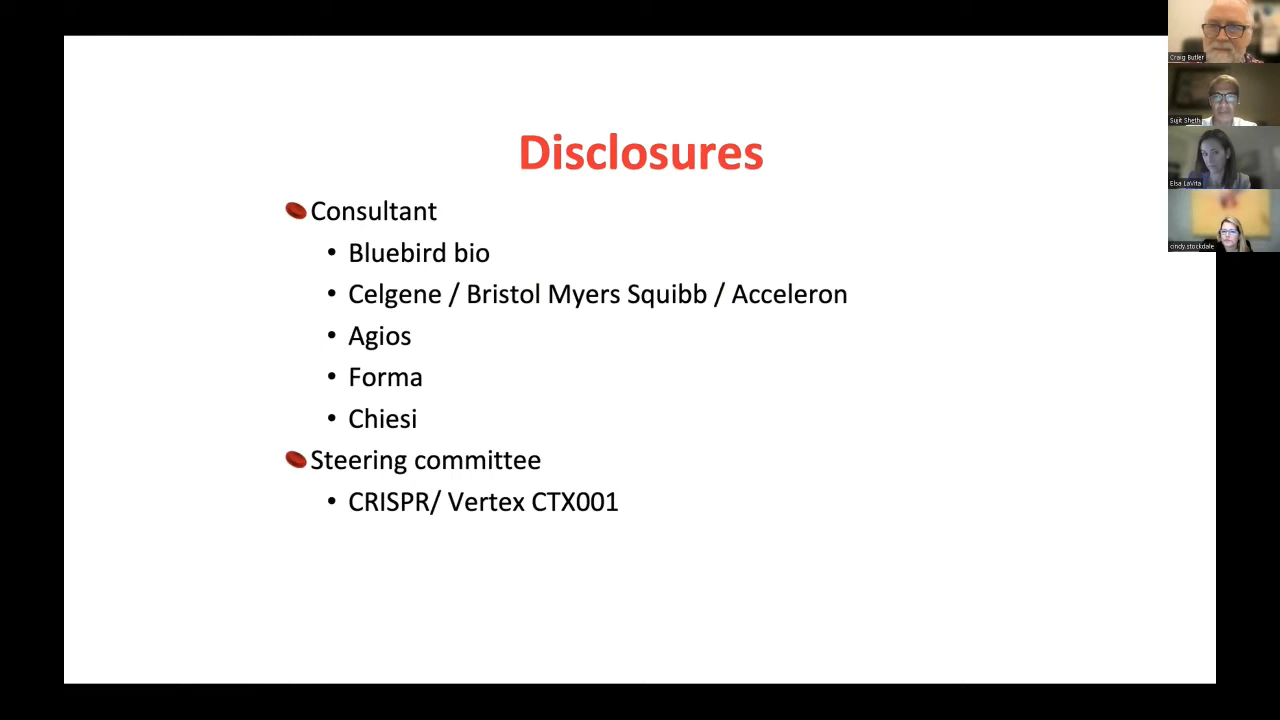 Disclosures
Consultant
• Bluebird bio
• Celgene / Bristol Myers Squibb / Acceleron
• Agios
• Forma
• Chiesi
Steering committee
• CRISPR/ Vertex CTX001
Craig Butler
Sujit Sheth
Elsa LaVita
cindy.stockdale